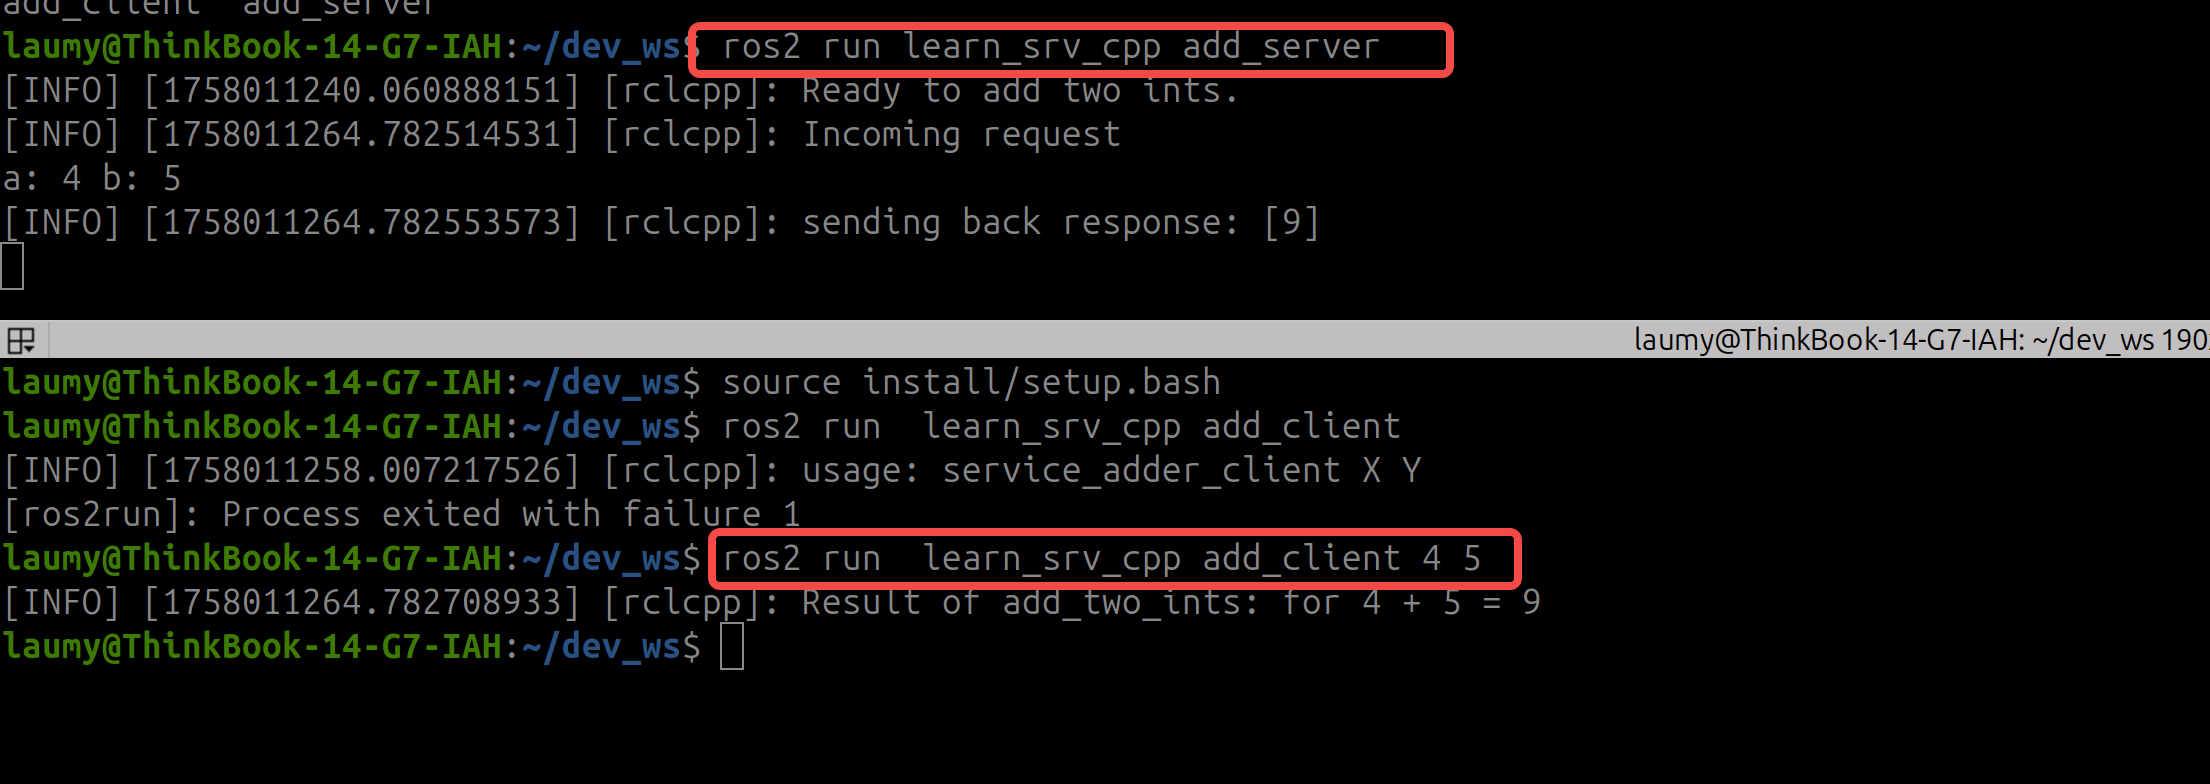 add_client  add_server
laumy@ThinkBook-14-G7-IAH:~/dev_ws$ ros2 run learn_srv_cpp add_server
[INFO] [1758011240.060888151] [rclcpp]: Ready to add two ints.
[INFO] [1758011264.782514531] [rclcpp]: Incoming request
a: 4 b: 5
[INFO] [1758011264.782553573] [rclcpp]: sending back response: [9]
laumy@ThinkBook-14-G7-IAH: ~/dev_ws 190
laumy@ThinkBook-14-G7-IAH:~/dev_ws$ source install/setup.bash
laumy@ThinkBook-14-G7-IAH:~/dev_ws$ ros2 run  learn_srv_cpp add_client
[INFO] [1758011258.007217526] [rclcpp]: usage: service_adder_client X Y
[ros2run]: Process exited with failure 1
laumy@ThinkBook-14-G7-IAH:~/dev_ws$ ros2 run  learn_srv_cpp add_client 4 5
[INFO] [1758011264.782708933] [rclcpp]: Result of add_two_ints: for 4 + 5 = 9
laumy@ThinkBook-14-G7-IAH:~/dev_ws$